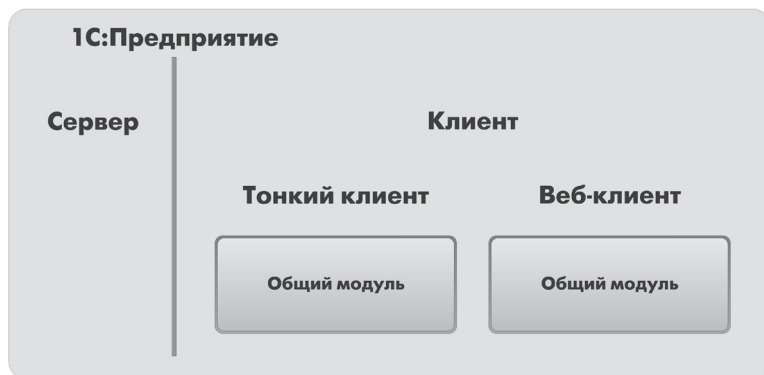 1С:Предприятие
Сервер
Клиент
Тонкий клиент
Веб-клиент
Общий модуль
Общий модуль